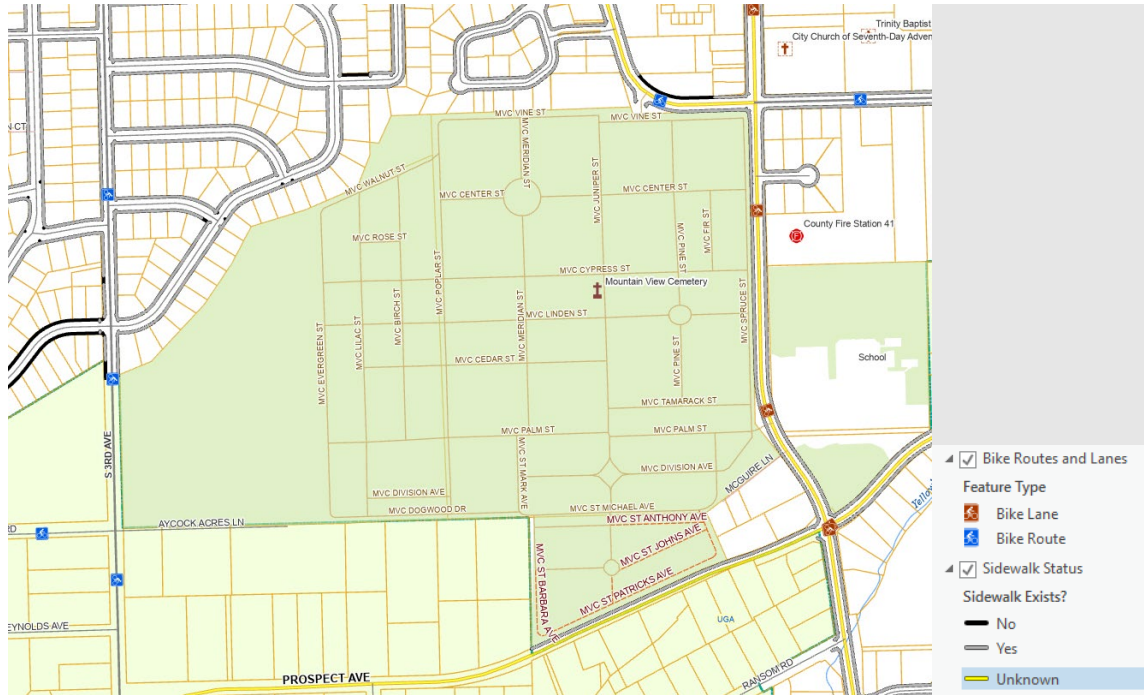 Trinity Baptist
City Church of Seventh-Day Adven
N CT
MVC VINE ST
MVC VINE ST
MVC MERIDIAN ST
MVC WALNUT ST
MVC JUNIPER ST
MVC CENTER ST
MVC CENTER ST
MVC FIR ST
County Fire Station 41
MVC ROSE ST
MVC PINE ST
MVC POPLAR ST
MVC CYPRESS ST
Mountain View Cemetery
MVC BIRCH ST
MVC LILAC ST
MVC EVERGREEN ST
MVC MERIDIAN ST
MVC LINDEN ST
MVC SPRUCE ST
MVC CEDAR ST
MVC PINE ST
School
MVC TAMARACK ST
S 3RD AVE
MVC PALM ST
MVC PALM ST
MVC ST MARK AVE
MVC DIVISION AVE
MCGUIRE LN
MVC DIVISION AVE
MVC DOGWOOD DR
MVC ST MICHAEL AVE
Yellow
RD
AYCOCK ACRES LN
MVC ST ANTHONY AVE
MVC ST JOHNS AVE
MVC ST BARBARA AVE
MVC ST PATRICKS AVE
EYNOLDS AVE
UGA
PROSPECT AVE
RANSOM RD
Bike Routes and Lanes
Feature Type
Bike Lane
Bike Route
Sidewalk Status
Sidewalk Exists?
No
Yes
Unknown